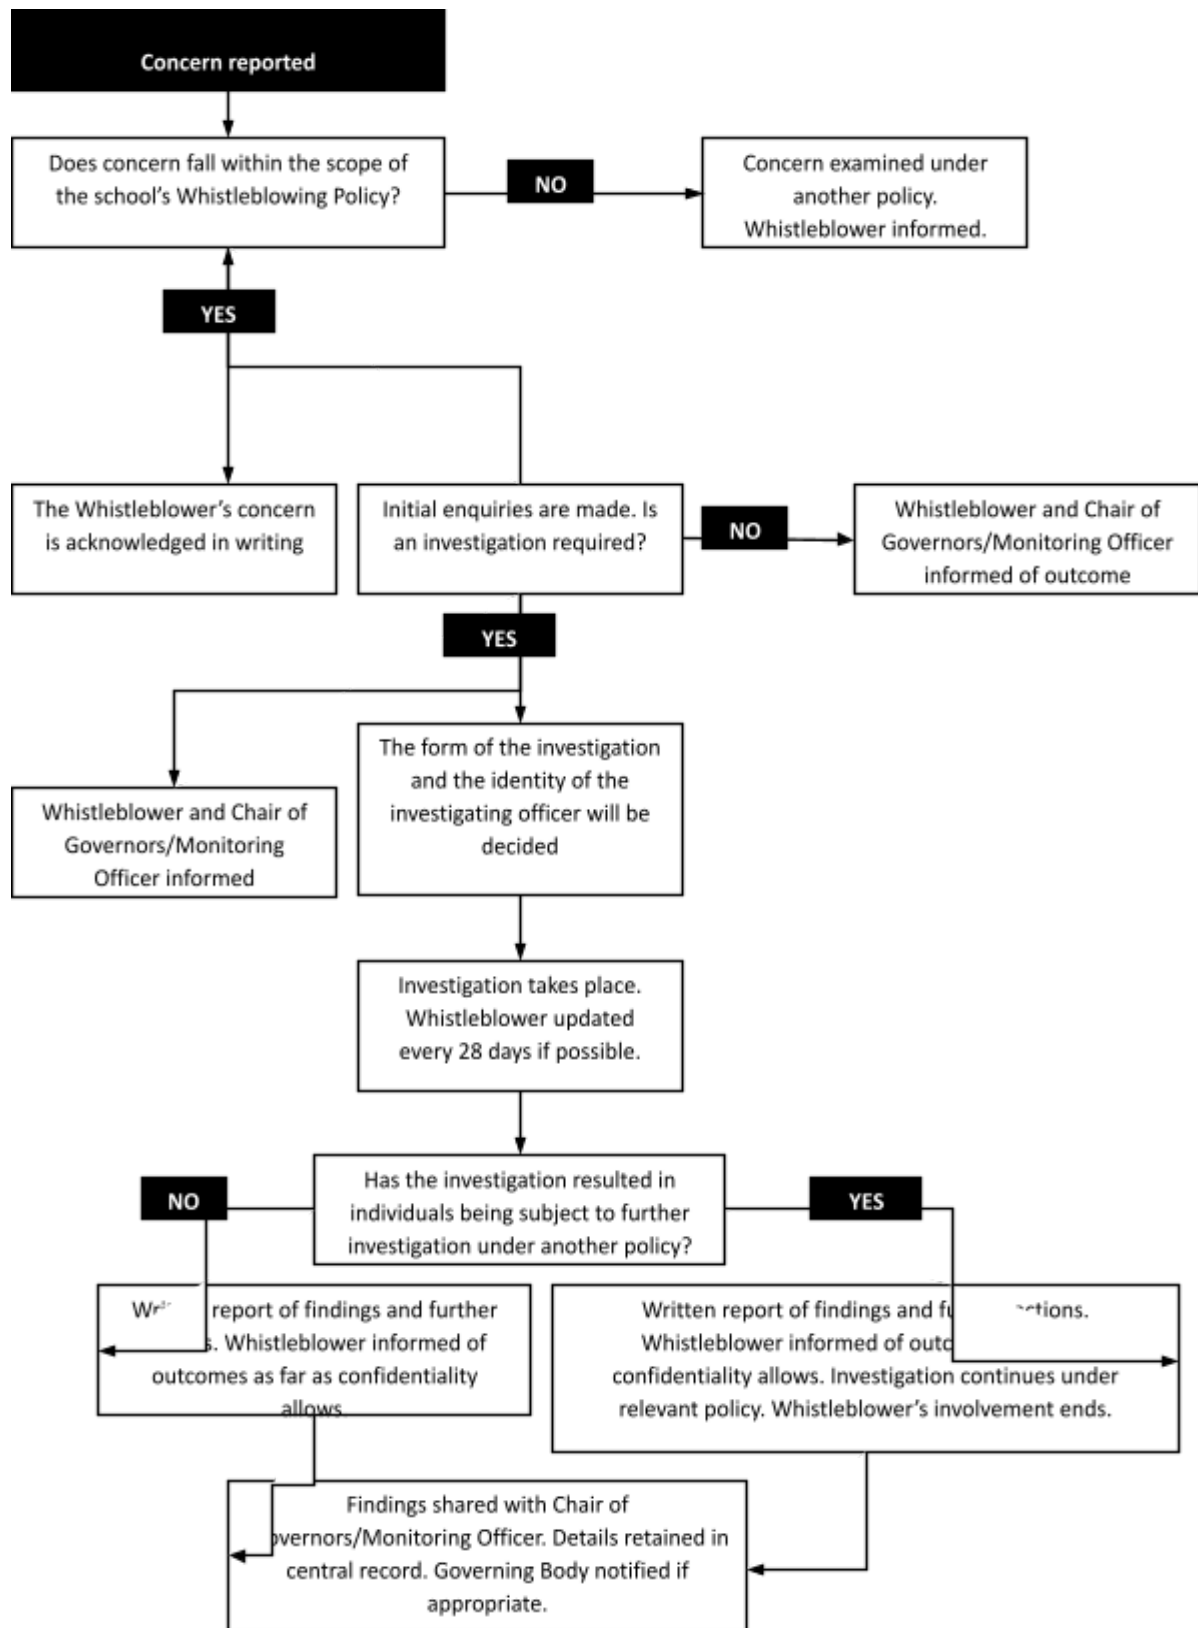 Concern reported
Does concern fall within the scope of
the school's Whistleblowing Policy?
NO
Concern examined under
another policy.
Whistleblower informed.
YES
The Whistleblower's concern
is acknowledged in writing
Initial enquiries are made. Is
an investigation required?
NO
Whistleblower and Chair of
Governors/Monitoring Officer
informed of outcome
YES
The form of the investigation
and the identity of the
investigating officer will be
decided
Whistleblower and Chair of
Governors/Monitoring
Officer informed
Investigation takes place.
Whistleblower updated
every 28 days if possible.
Has the investigation resulted in
individuals being subject to further
investigation under another policy?
NO
YES
report of findings and further
Whistleblower informed of
outcomes as far as confidentiality
allows.
Written report of findings and
Whistleblower informed of
confidentiality allows. Investigation continues under
relevant policy. Whistleblower's involvement ends.
Findings shared with Chair of
Officer. Details retained in
central record. Governing Body notified if
appropriate.